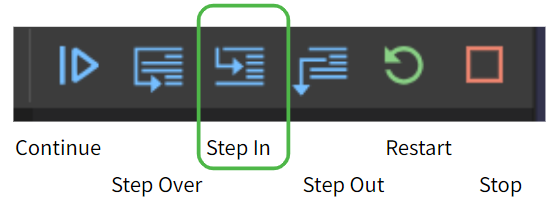 Continue
Step In
Restart
Step Over
Step Out
Stop